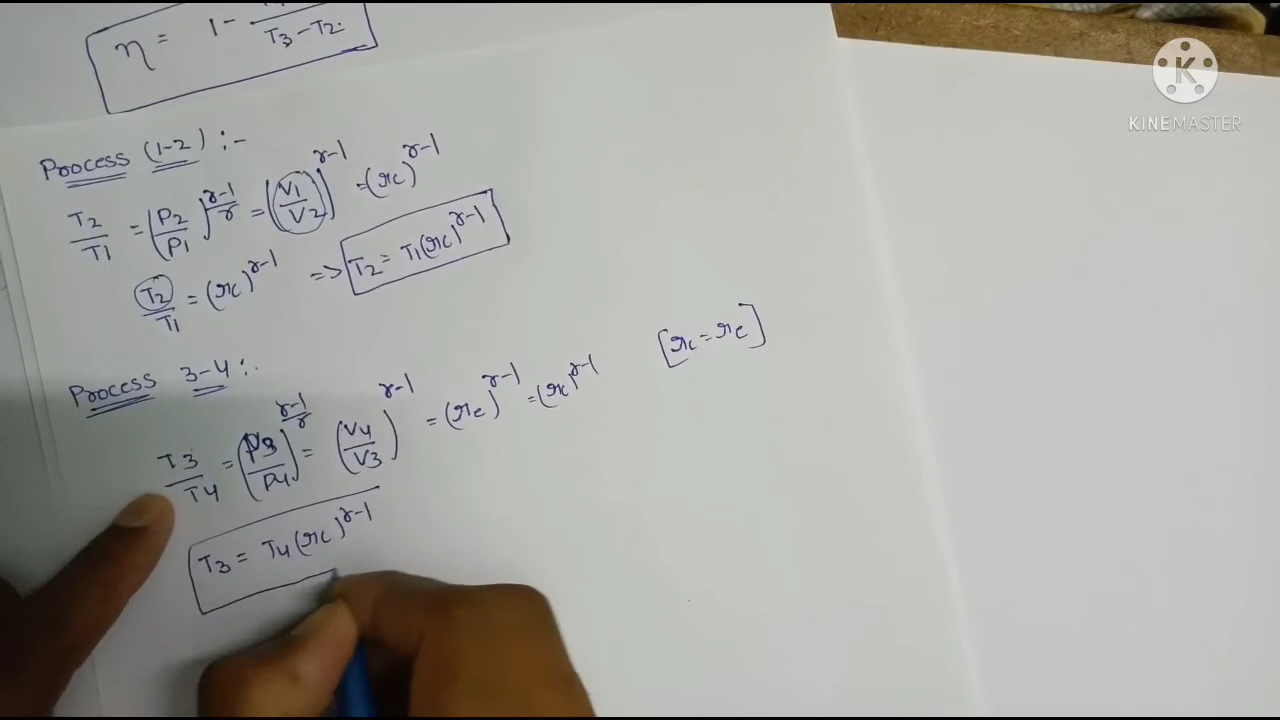 η = 1 - T3-T2
KINEMASTER
Process (1-2) :-
T2/T1 = (P2/P1)^γ-1/γ = (V1/V2)^γ-1 = (rc)^γ-1
T2/T1 = (rc)^γ-1 => T2 = T1(rc)^γ-1
Process 3-4 :-
[rc = re]
T3/T4 = (P3/P4)^γ-1/γ = (V4/V3)^γ-1 = (re)^γ-1 = (rc)^γ-1
T3 = T4(rc)^γ-1